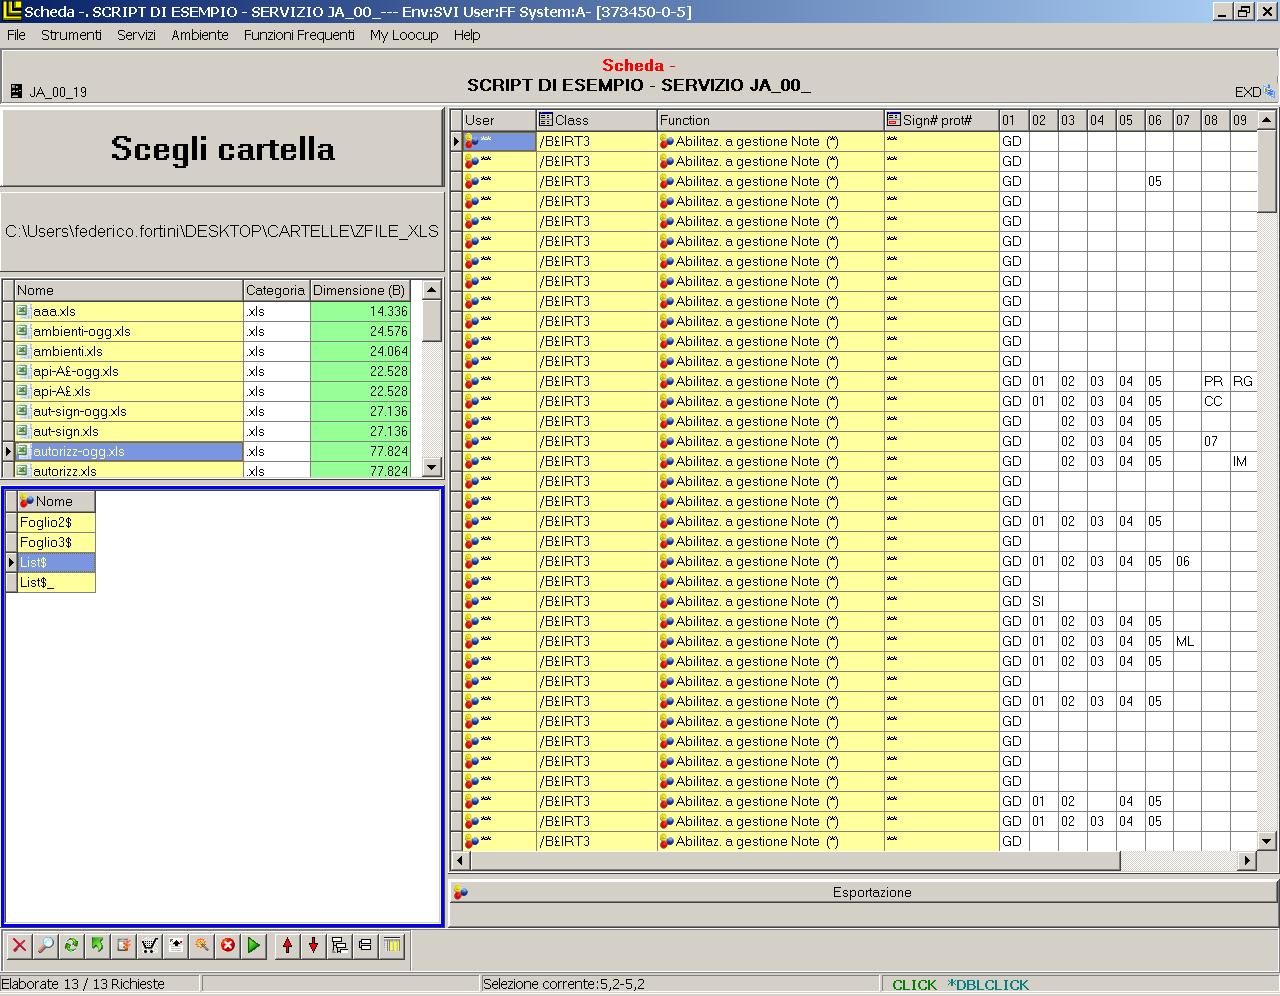 Scheda -. SCRIPT DI ESEMPIO - SERVIZIO JA_00_--- Env:SVI User:FF System:A- [373450-0-5]
File Strumenti Servizi Ambiente Funzioni Frequenti My Loocup Help
Scheda -
SCRIPT DI ESEMPIO - SERVIZIO JA_00_
JA_00_19
EXD
Scegli cartella
C:\Users\federico.fortini\DESKTOP\CARTELLE\ZFILE_XLS
Nome Categoria Dimensione (B)
aaa.xls .xls 14.336
ambienti-ogg.xls .xls 24.576
ambienti.xls .xls 24.064
api-A£-ogg.xls .xls 22.528
api-A£.xls .xls 22.528
aut-sign-ogg.xls .xls 27.136
aut-sign.xls .xls 27.136
autorizz-ogg.xls .xls 77.824
autorizz.xls .xls 77.824
Nome
Foglio2$
Foglio3$
List$
List$_
User Class Function Sign# prot# 01 02 03 04 05 06 07 08 09
** /B£IRT3 Abilitaz. a gestione Note (*) ** GD
** /B£IRT3 Abilitaz. a gestione Note (*) ** GD
** /B£IRT3 Abilitaz. a gestione Note (*) ** GD 05
** /B£IRT3 Abilitaz. a gestione Note (*) ** GD
** /B£IRT3 Abilitaz. a gestione Note (*) ** GD
** /B£IRT3 Abilitaz. a gestione Note (*) ** GD
** /B£IRT3 Abilitaz. a gestione Note (*) ** GD
** /B£IRT3 Abilitaz. a gestione Note (*) ** GD
** /B£IRT3 Abilitaz. a gestione Note (*) ** GD
** /B£IRT3 Abilitaz. a gestione Note (*) ** GD
** /B£IRT3 Abilitaz. a gestione Note (*) ** GD
** /B£IRT3 Abilitaz. a gestione Note (*) ** GD
** /B£IRT3 Abilitaz. a gestione Note (*) ** GD 01 02 03 04 05 PR RG
** /B£IRT3 Abilitaz. a gestione Note (*) ** GD 01 02 03 04 05 CC
** /B£IRT3 Abilitaz. a gestione Note (*) ** GD 02 03 04 05
** /B£IRT3 Abilitaz. a gestione Note (*) ** GD 02 03 04 05 07
** /B£IRT3 Abilitaz. a gestione Note (*) ** GD 02 03 04 05 IM
** /B£IRT3 Abilitaz. a gestione Note (*) ** GD
** /B£IRT3 Abilitaz. a gestione Note (*) ** GD
** /B£IRT3 Abilitaz. a gestione Note (*) ** GD 01 02 03 04 05
** /B£IRT3 Abilitaz. a gestione Note (*) ** GD
** /B£IRT3 Abilitaz. a gestione Note (*) ** GD 01 02 03 04 05 06
** /B£IRT3 Abilitaz. a gestione Note (*) ** GD
** /B£IRT3 Abilitaz. a gestione Note (*) ** GD SI
** /B£IRT3 Abilitaz. a gestione Note (*) ** GD 01 02 03 04 05
** /B£IRT3 Abilitaz. a gestione Note (*) ** GD 01 02 03 04 05 ML
** /B£IRT3 Abilitaz. a gestione Note (*) ** GD 01 02 03 04 05
** /B£IRT3 Abilitaz. a gestione Note (*) ** GD
** /B£IRT3 Abilitaz. a gestione Note (*) ** GD 01 02 03 04 05
** /B£IRT3 Abilitaz. a gestione Note (*) ** GD
** /B£IRT3 Abilitaz. a gestione Note (*) ** GD
** /B£IRT3 Abilitaz. a gestione Note (*) ** GD
** /B£IRT3 Abilitaz. a gestione Note (*) ** GD
** /B£IRT3 Abilitaz. a gestione Note (*) ** GD 01 02 04 05
** /B£IRT3 Abilitaz. a gestione Note (*) ** GD 01 02 03 04 05
** /B£IRT3 Abilitaz. a gestione Note (*) ** GD
Esportazione
Elaborate 13 / 13 Richieste
Selezione corrente:5,2-5,2
CLICK *DBLCLICK